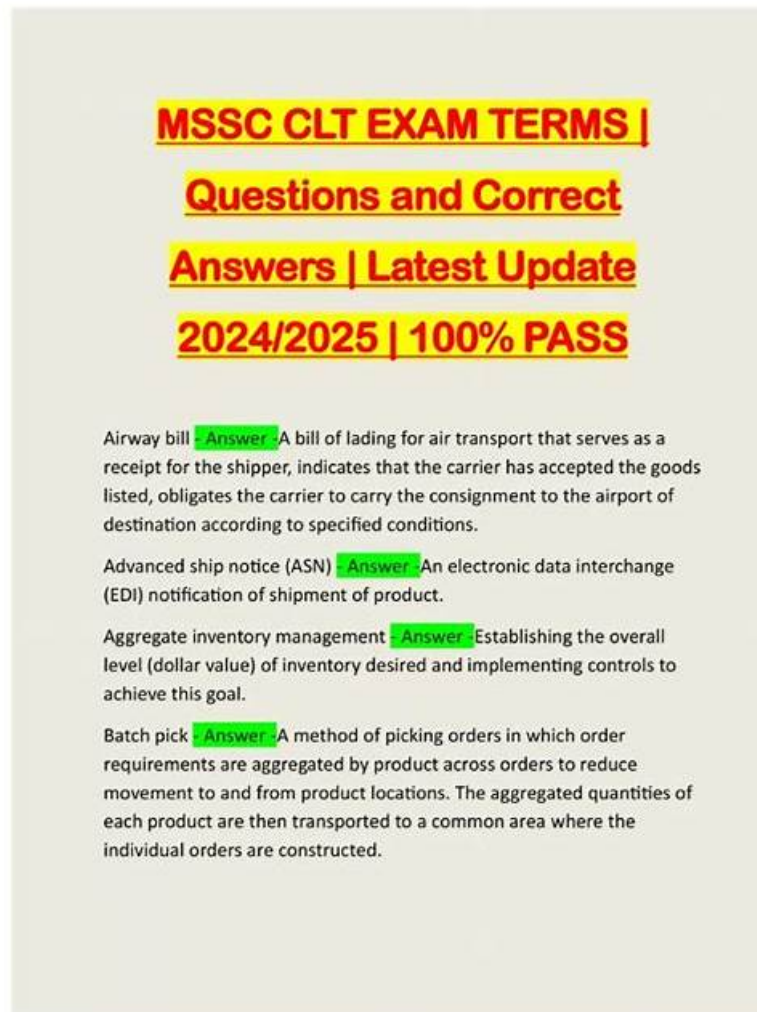 MSSC CLT EXAM TERMS |
Questions and Correct
Answers | Latest Update
2024/2025 | 100% PASS
Airway bill - Answer -A bill of lading for air transport that serves as a
receipt for the shipper, indicates that the carrier has accepted the goods
listed, obligates the carrier to carry the consignment to the airport of
destination according to specified conditions.
Advanced ship notice (ASN) - Answer -An electronic data interchange
(EDI) notification of shipment of product.
Aggregate inventory management - Answer -Establishing the overall
level (dollar value) of inventory desired and implementing controls to
achieve this goal.
Batch pick - Answer -A method of picking orders in which order
requirements are aggregated by product across orders to reduce
movement to and from product locations. The aggregated quantities of
each product are then transported to a common area where the
individual orders are constructed.